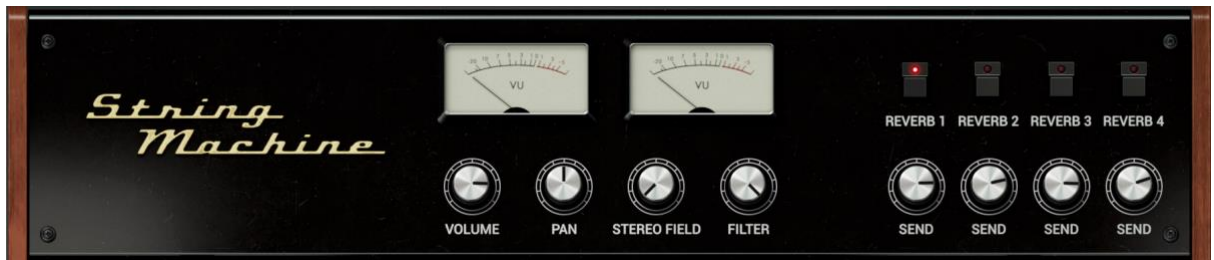 String
Machine
VU
VU
REVERB 1 REVERB 2 REVERB 3 REVERB 4
VOLUME PAN STEREO FIELD FILTER
SEND SEND SEND SEND